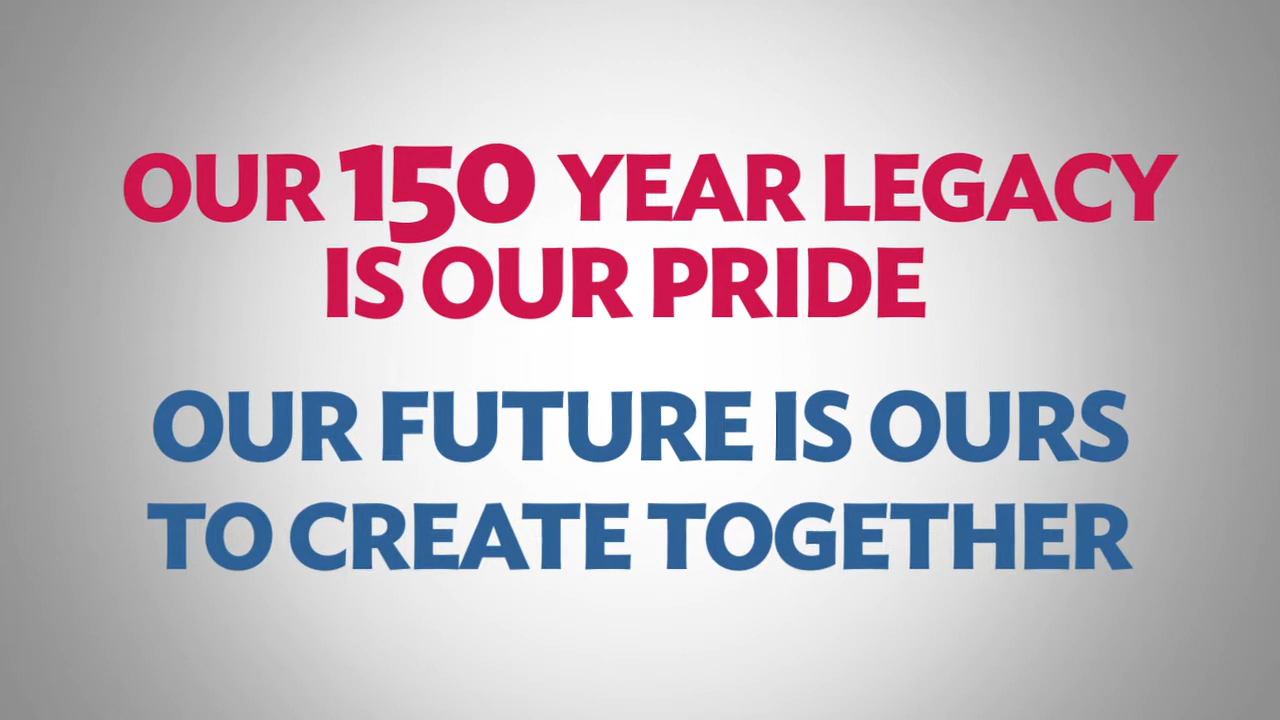 OUR 150 YEAR LEGACY
IS OUR PRIDE
OUR FUTURE IS OURS
TO CREATE TOGETHER